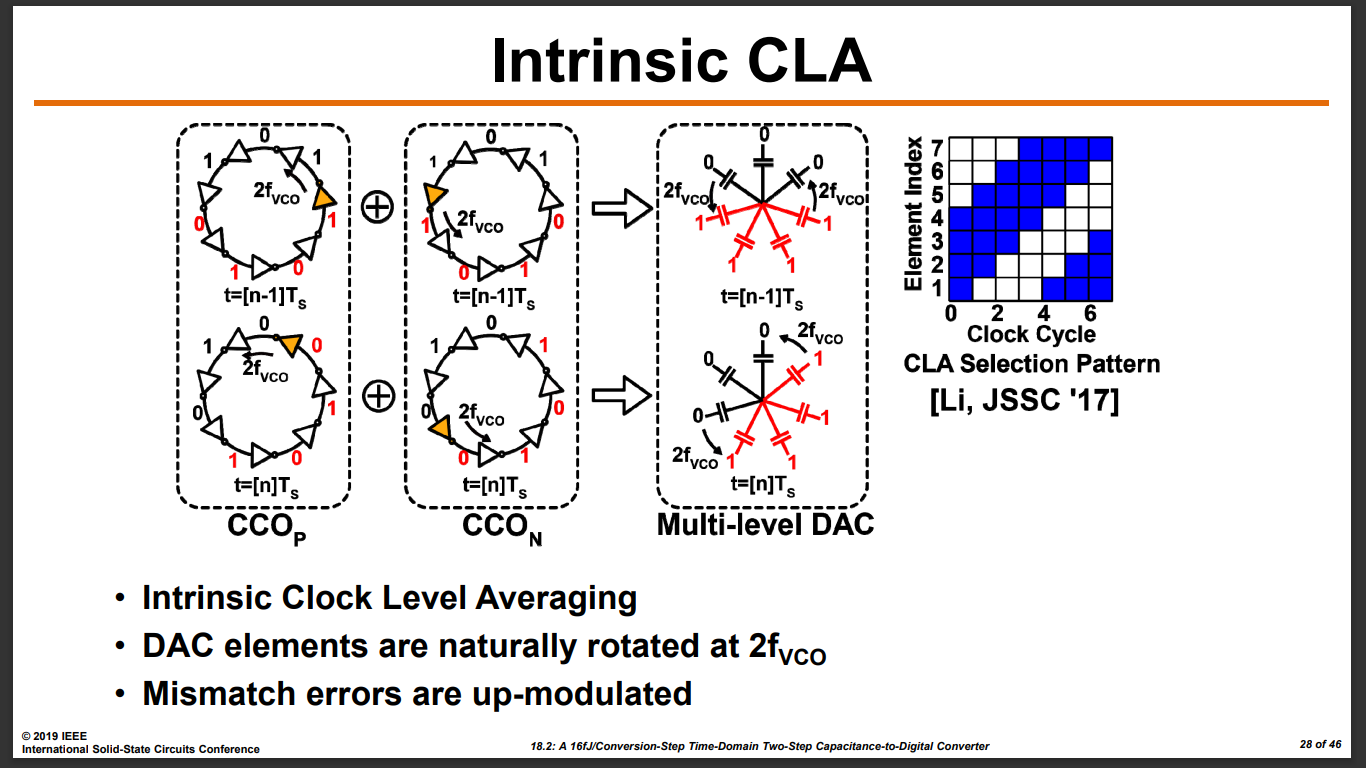 Intrinsic CLA
0
1
1
2fVCO
0
1
1
0
t=[n-1]TS
0
1
1
2fVCO
1
0
0
1
t=[n-1]TS
0
0
0
2fVCO
2fVCO
1
1
1
1
t=[n-1]TS
0
1
0
2fVCO
0
1
1
0
t=[n]TS
0
1
1
0
2fVCO
0
0
1
t=[n]TS
0
2fVCO
0
1
0
1
2fVCO
1
1
t=[n]TS
CCOP
CCON
Multi-level DAC
Element Index
7
6
5
4
3
2
1
0 2 4 6
Clock Cycle
CLA Selection Pattern
[Li, JSSC '17]
• Intrinsic Clock Level Averaging
• DAC elements are naturally rotated at 2fVCO
• Mismatch errors are up-modulated
© 2019 IEEE
International Solid-State Circuits Conference
18.2: A 16fJ/Conversion-Step Time-Domain Two-Step Capacitance-to-Digital Converter
28 of 46